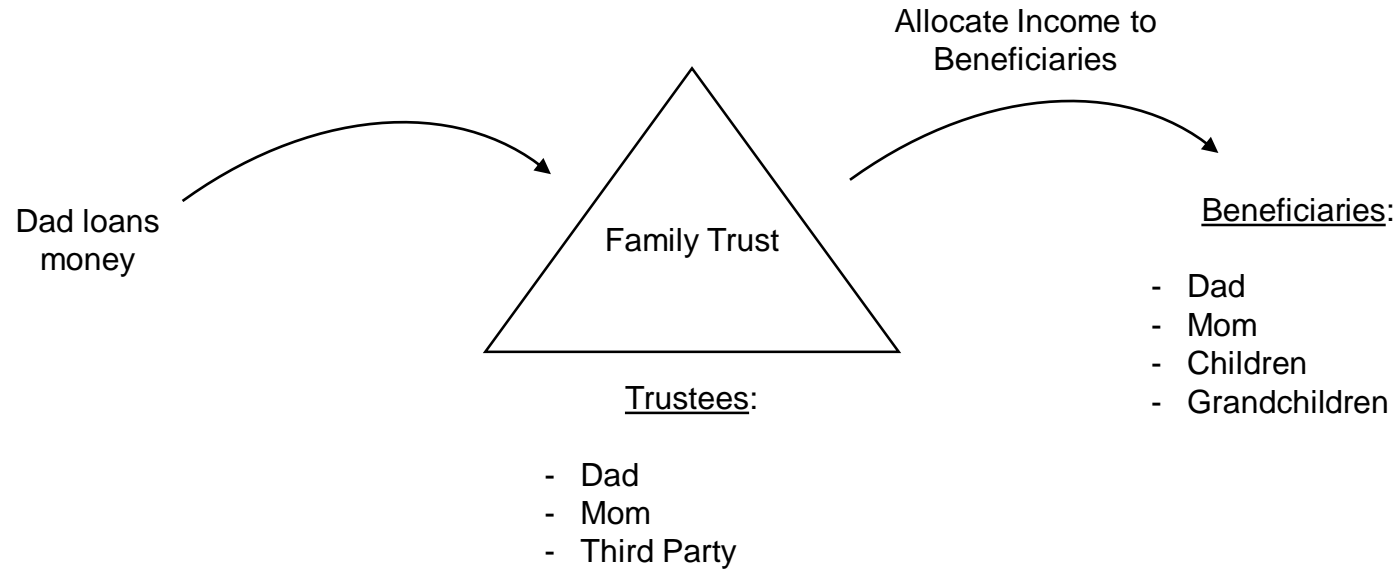 Allocate Income to
Beneficiaries
Dad loans
money
Family Trust
Beneficiaries:
- Dad
- Mom
- Children
- Grandchildren
Trustees:
- Dad
- Mom
- Third Party